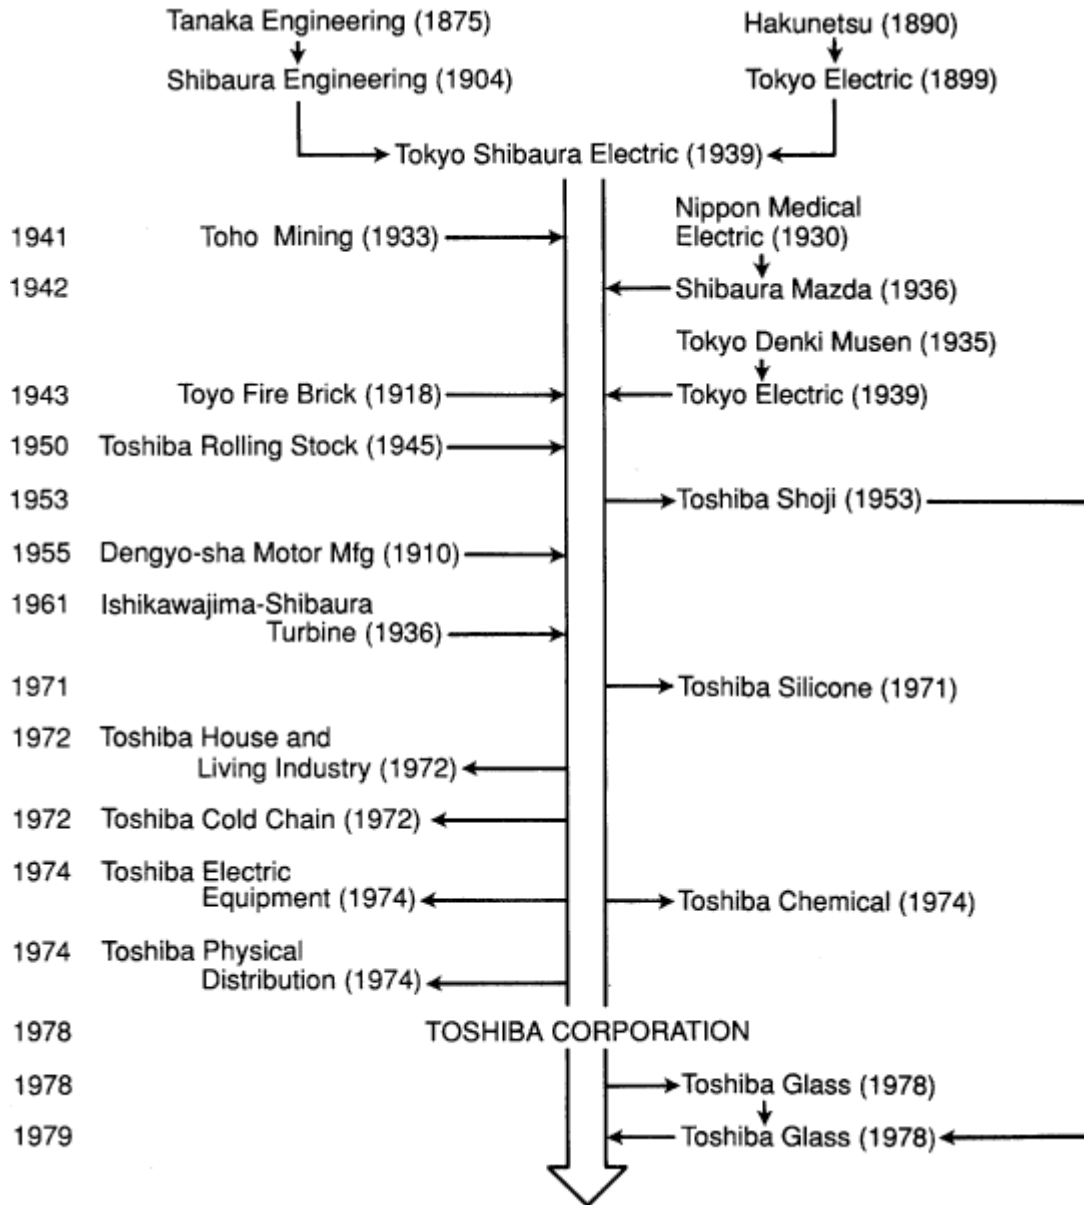 Tanaka Engineering (1875)
Hakunetsu (1890)
Shibaura Engineering (1904)
Tokyo Electric (1899)
Tokyo Shibaura Electric (1939)
Nippon Medical
1941 Toho Mining (1933) Electric (1930)
1942 Shibaura Mazda (1936)
Tokyo Denki Musen (1935)
1943 Toyo Fire Brick (1918) Tokyo Electric (1939)
1950 Toshiba Rolling Stock (1945)
1953 Toshiba Shoji (1953)
1955 Dengyo-sha Motor Mfg (1910)
1961 Ishikawajima-Shibaura
Turbine (1936)
1971 Toshiba Silicone (1971)
1972 Toshiba House and
Living Industry (1972)
1972 Toshiba Cold Chain (1972)
1974 Toshiba Electric
Equipment (1974) Toshiba Chemical (1974)
1974 Toshiba Physical
Distribution (1974)
1978 TOSHIBA CORPORATION
1978 Toshiba Glass (1978)
1979 Toshiba Glass (1978)